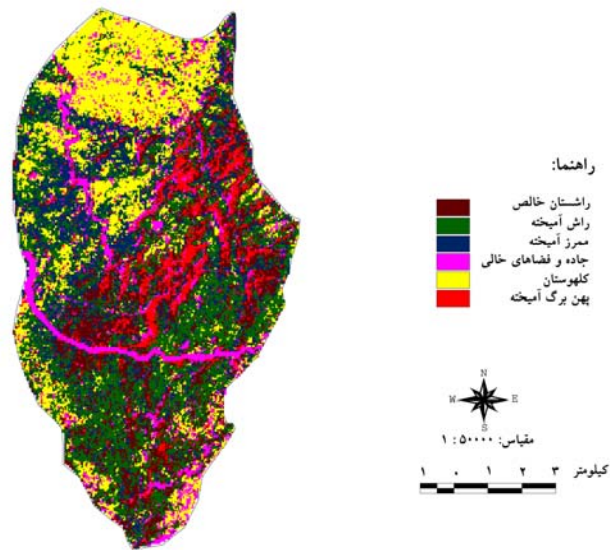 راهنما:
راشستان خالص
راش آمیخته
ممرز آمیخته
جاده و فضاهای خالی
کلهوستان
پهن برگ آمیخته
N
W E
S
مقیاس: ۵۰۰۰۰ : ۱
۱ ۰ ۱ ۲ ۳ کیلومتر